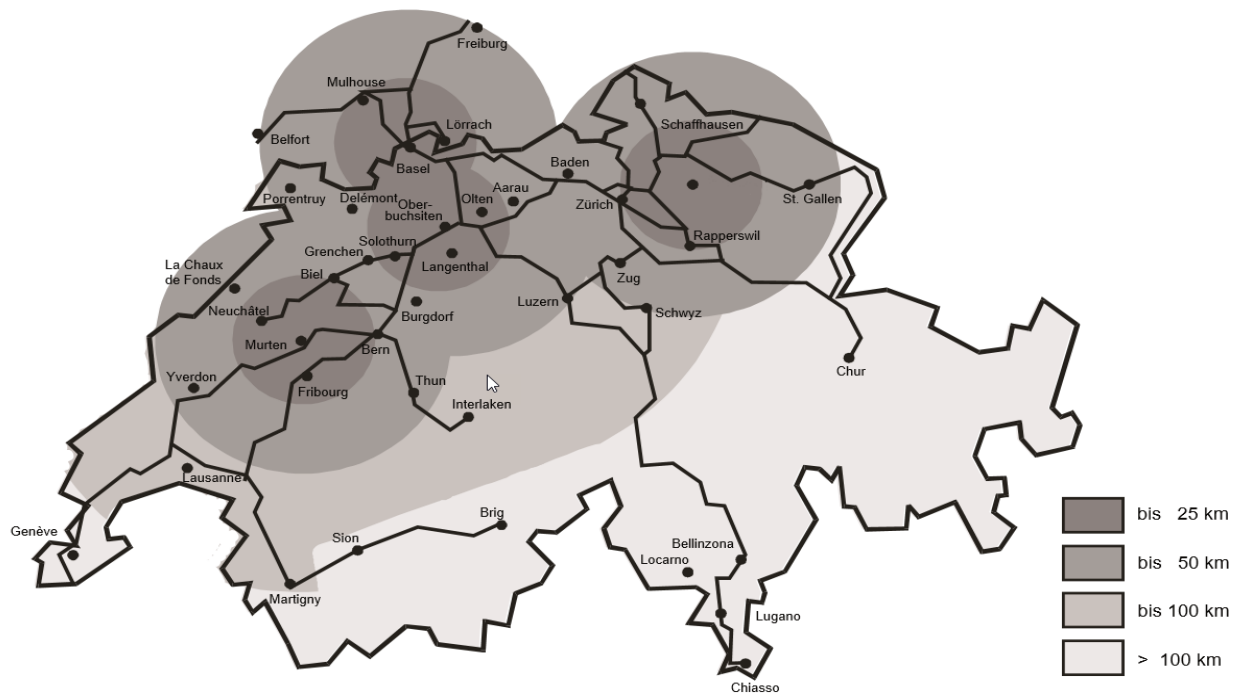 Freiburg
Mulhouse
Belfort
Lörrach
Schaffhausen
Basel
Baden
Porrentruy
Delémont
Ober-
buchsiten
Olten
Aarau
Zürich
St. Gallen
Solothurn
Grenchen
Langenthal
Rapperswil
La Chaux
de Fonds
Biel
Zug
Neuchâtel
Burgdorf
Luzern
Schwyz
Murten
Bern
Chur
Yverdon
Fribourg
Thun
Interlaken
Lausanne
Genève
Brig
Sion
Martigny
Bellinzona
Locarno
Lugano
Chiasso
bis 25 km
bis 50 km
bis 100 km
> 100 km